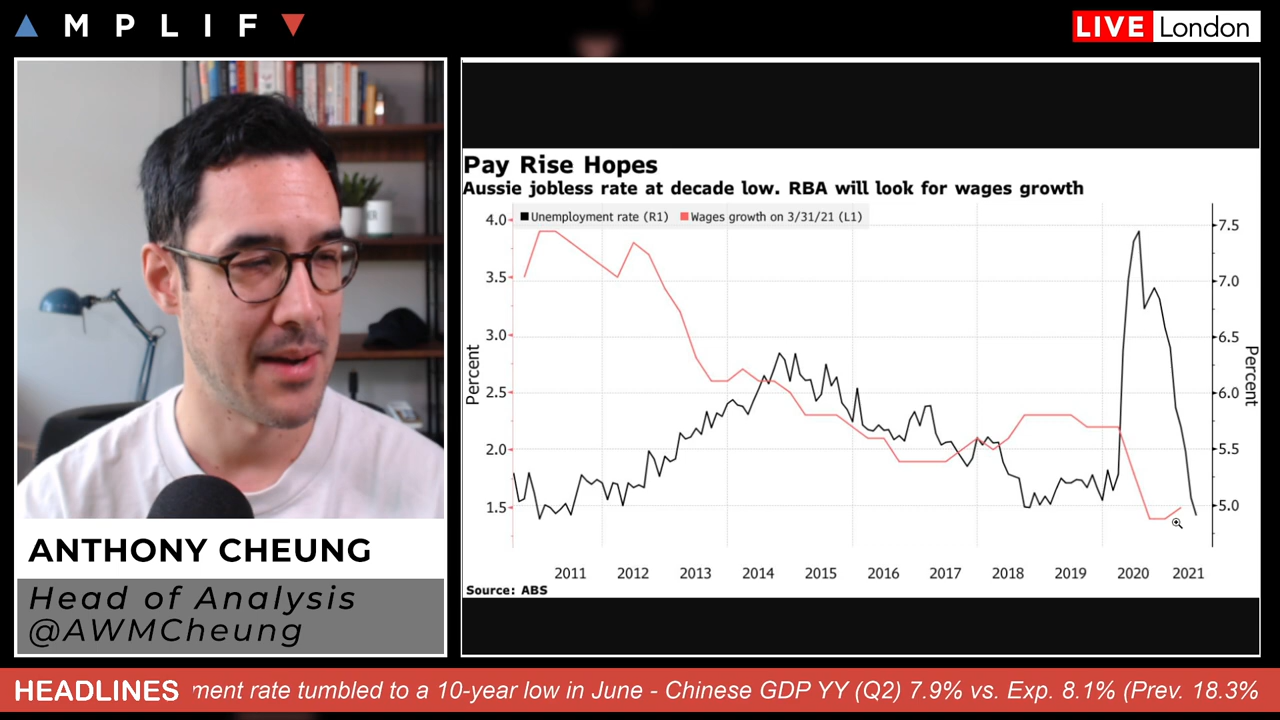 AMPLIFY
LIVE London
Pay Rise Hopes
Aussie jobless rate at decade low. RBA will look for wages growth
Unemployment rate (R1) Wages growth on 3/31/21 (L1)
4.0
3.5
3.0
2.5
2.0
1.5
Percent
7.5
7.0
6.5
6.0
5.5
5.0
Percent
2011 2012 2013 2014 2015 2016 2017 2018 2019 2020 2021
Source: ABS
ANTHONY CHEUNG
Head of Analysis
@AWMCheung
HEADLINES ment rate tumbled to a 10-year low in June - Chinese GDP YY (Q2) 7.9% vs. Exp. 8.1% (Prev. 18.3%